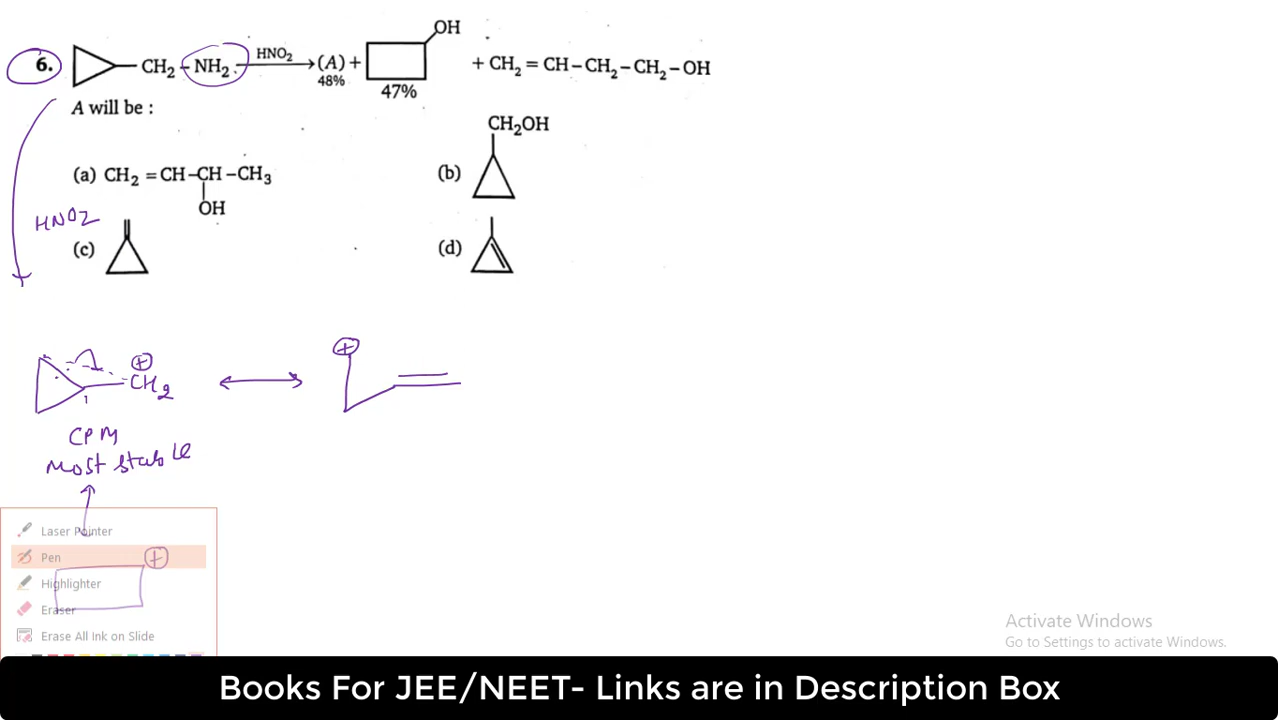 6. CH2 - NH2 HNO2 (A) + OH + CH2 = CH - CH2 - CH2 - OH
48% 47%
A will be :
(a) CH2 = CH - CH - CH3
OH
(b) CH2OH
HNO2
(c)
(d)
⊕ CH2 ⊕
1
CPM
Most stable
Laser Pointer
Pen ⊕
Highlighter
Eraser
Erase All Ink on Slide
Activate Windows
Go to Settings to activate Windows.
Books For JEE/NEET- Links are in Description Box